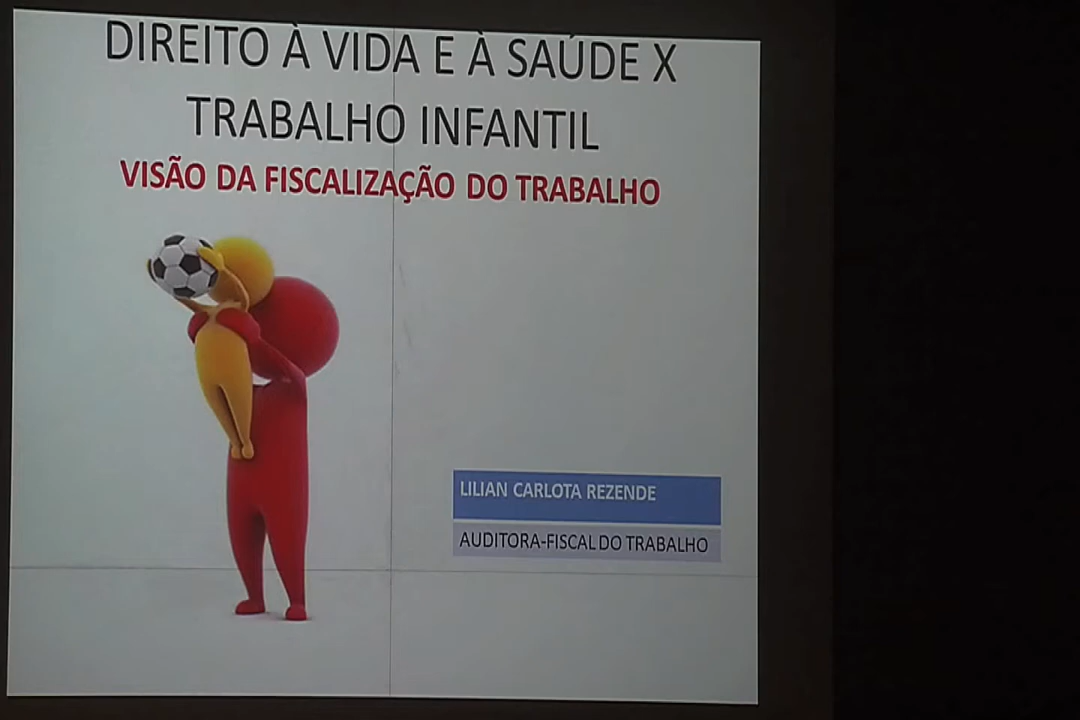 DIREITO À VIDA E À SAÚDE X
TRABALHO INFANTIL
VISÃO DA FISCALIZAÇÃO DO TRABALHO
LILIAN CARLOTA REZENDE
AUDITORA-FISCAL DO TRABALHO